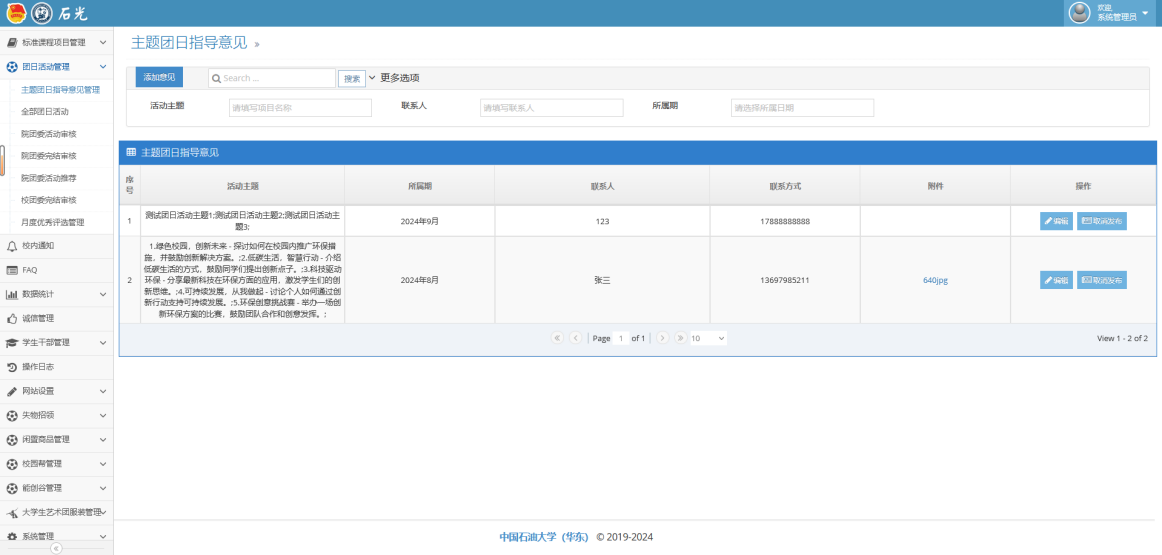 石光
欢迎
系统管理员
标准课程项目管理
团日活动管理
主题团日指导意见管理
全部团日活动
院团委活动审核
院团委完结审核
院团委活动推荐
校团委完结审核
月度优秀评选管理
校内通知
FAQ
数据统计
诚信管理
学生干部管理
操作日志
网站设置
失物招领
闲置商品管理
校园帮管理
能创谷管理
大学生艺术团服装管理
系统管理
主题团日指导意见 »
添加意见
Search ...
搜索
更多选项
活动主题
请填写项目名称
联系人
请填写联系人
所属期
请选择所属日期
主题团日指导意见
序号 活动主题 所属期 联系人 联系方式 附件 操作
1 测试团日活动主题1;测试团日活动主题2;测试团日活动主
题3; 2024年9月 123 17888888888 编辑 取消发布
1.绿色校园，创新未来 - 探讨如何在校园内推广环保措
施，并鼓励创新解决方案。;2.低碳生活，智慧行动 - 介绍
低碳生活的方式，鼓励同学们提出创新点子。;3.科技驱动
2 环保 - 分享最新科技在环保方面的应用，激发学生们的创 2024年8月 张三 13697985211 640jpg 编辑 取消发布
新思维。;4.可持续发展，从我做起 - 讨论个人如何通过创
新行动支持可持续发展。;5.环保创意挑战赛 - 举办一场创
新环保方案的比赛，鼓励团队合作和创意发挥。;
Page 1 of 1 10
View 1 - 2 of 2
中国石油大学（华东） © 2019-2024